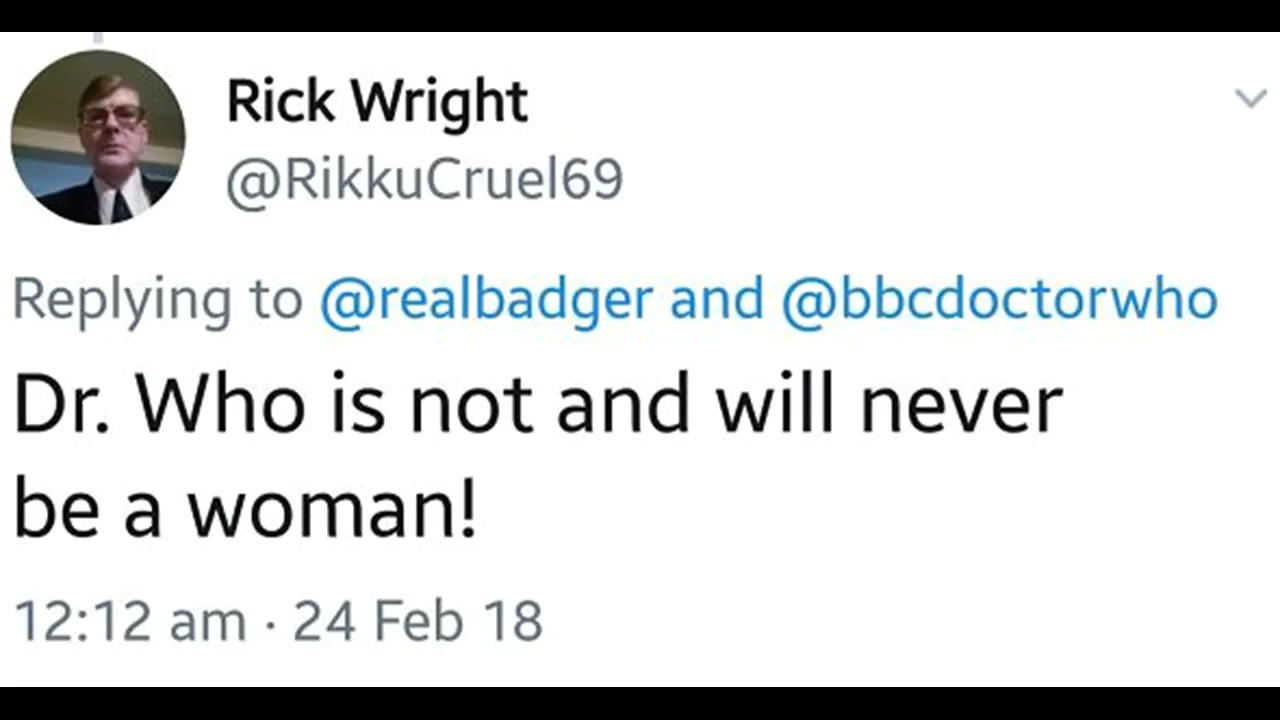 Rick Wright
@RikkuCruel69
Replying to @realbadger and @bbcdoctorwho
Dr. Who is not and will never
be a woman!
12:12 am · 24 Feb 18